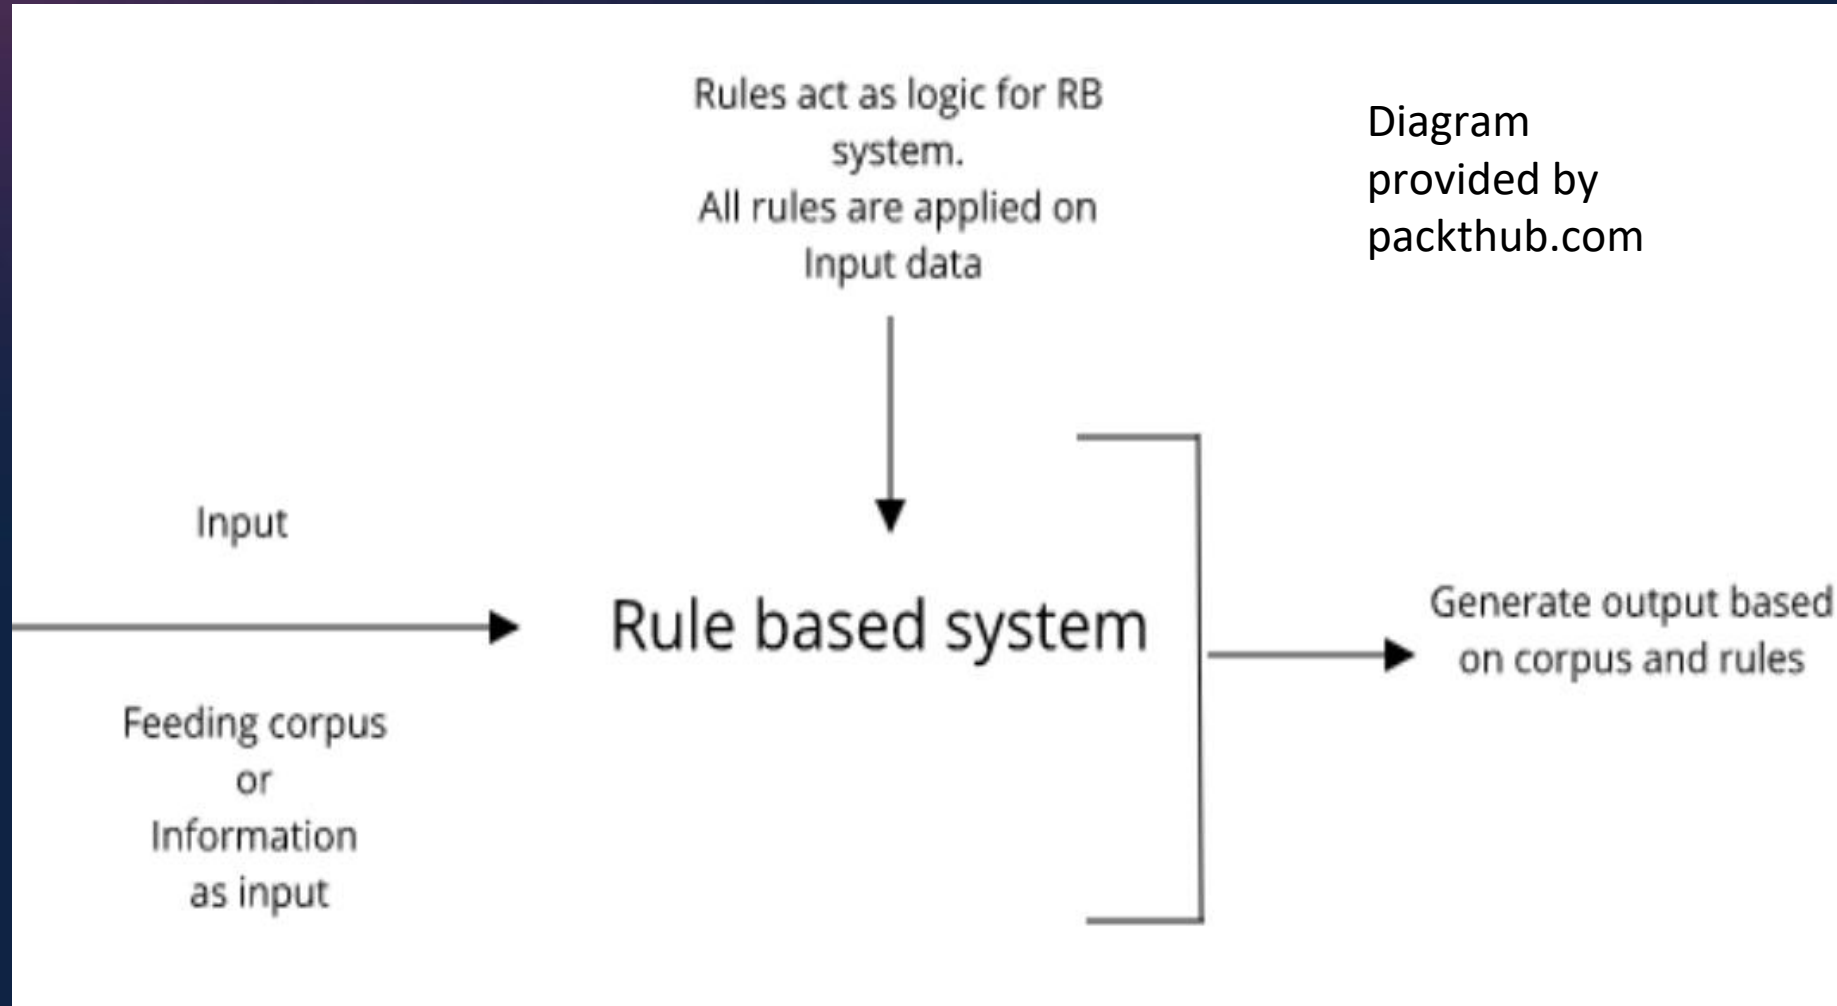 Rules act as logic for RB
system.
All rules are applied on
Input data
Diagram
provided by
packthub.com
Input
Feeding corpus
or
Information
as input
Rule based system
Generate output based
on corpus and rules